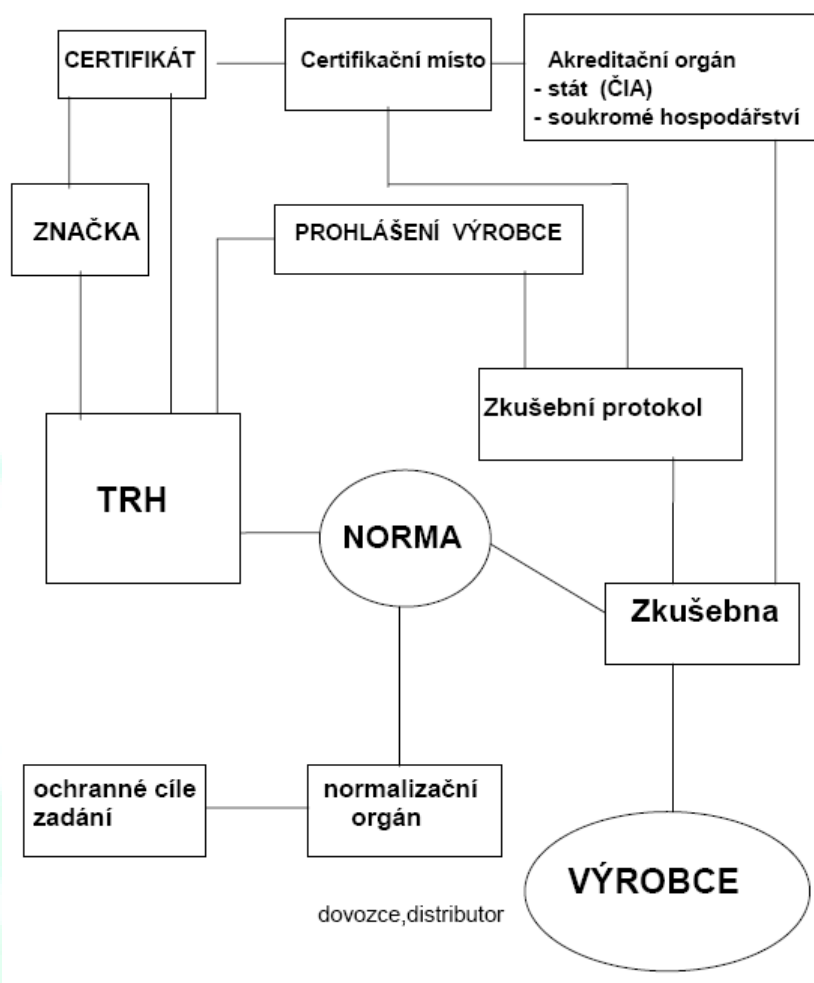 CERTIFIKÁT
Certifikační místo
Akreditační orgán
- stát (ČIA)
- soukromé hospodářství
ZNAČKA
PROHLÁŠENÍ VÝROBCE
Zkušební protokol
TRH
NORMA
Zkušebna
ochranné cíle
zadání
normalizační
orgán
VÝROBCE
dovozce,distributor